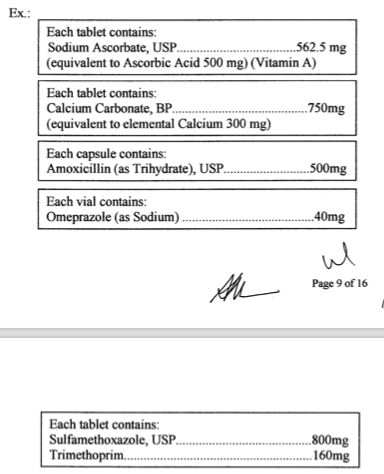 Ex.:
Each tablet contains:
Sodium Ascorbate, USP..............................562.5 mg
(equivalent to Ascorbic Acid 500 mg) (Vitamin A)
Each tablet contains:
Calcium Carbonate, BP..................................750mg
(equivalent to elemental Calcium 300 mg)
Each capsule contains:
Amoxicillin (as Trihydrate), USP......................500mg
Each vial contains:
Omeprazole (as Sodium) ..................................40mg
Page 9 of 16
Each tablet contains:
Sulfamethoxazole, USP..................................800mg
Trimethoprim................................................160mg